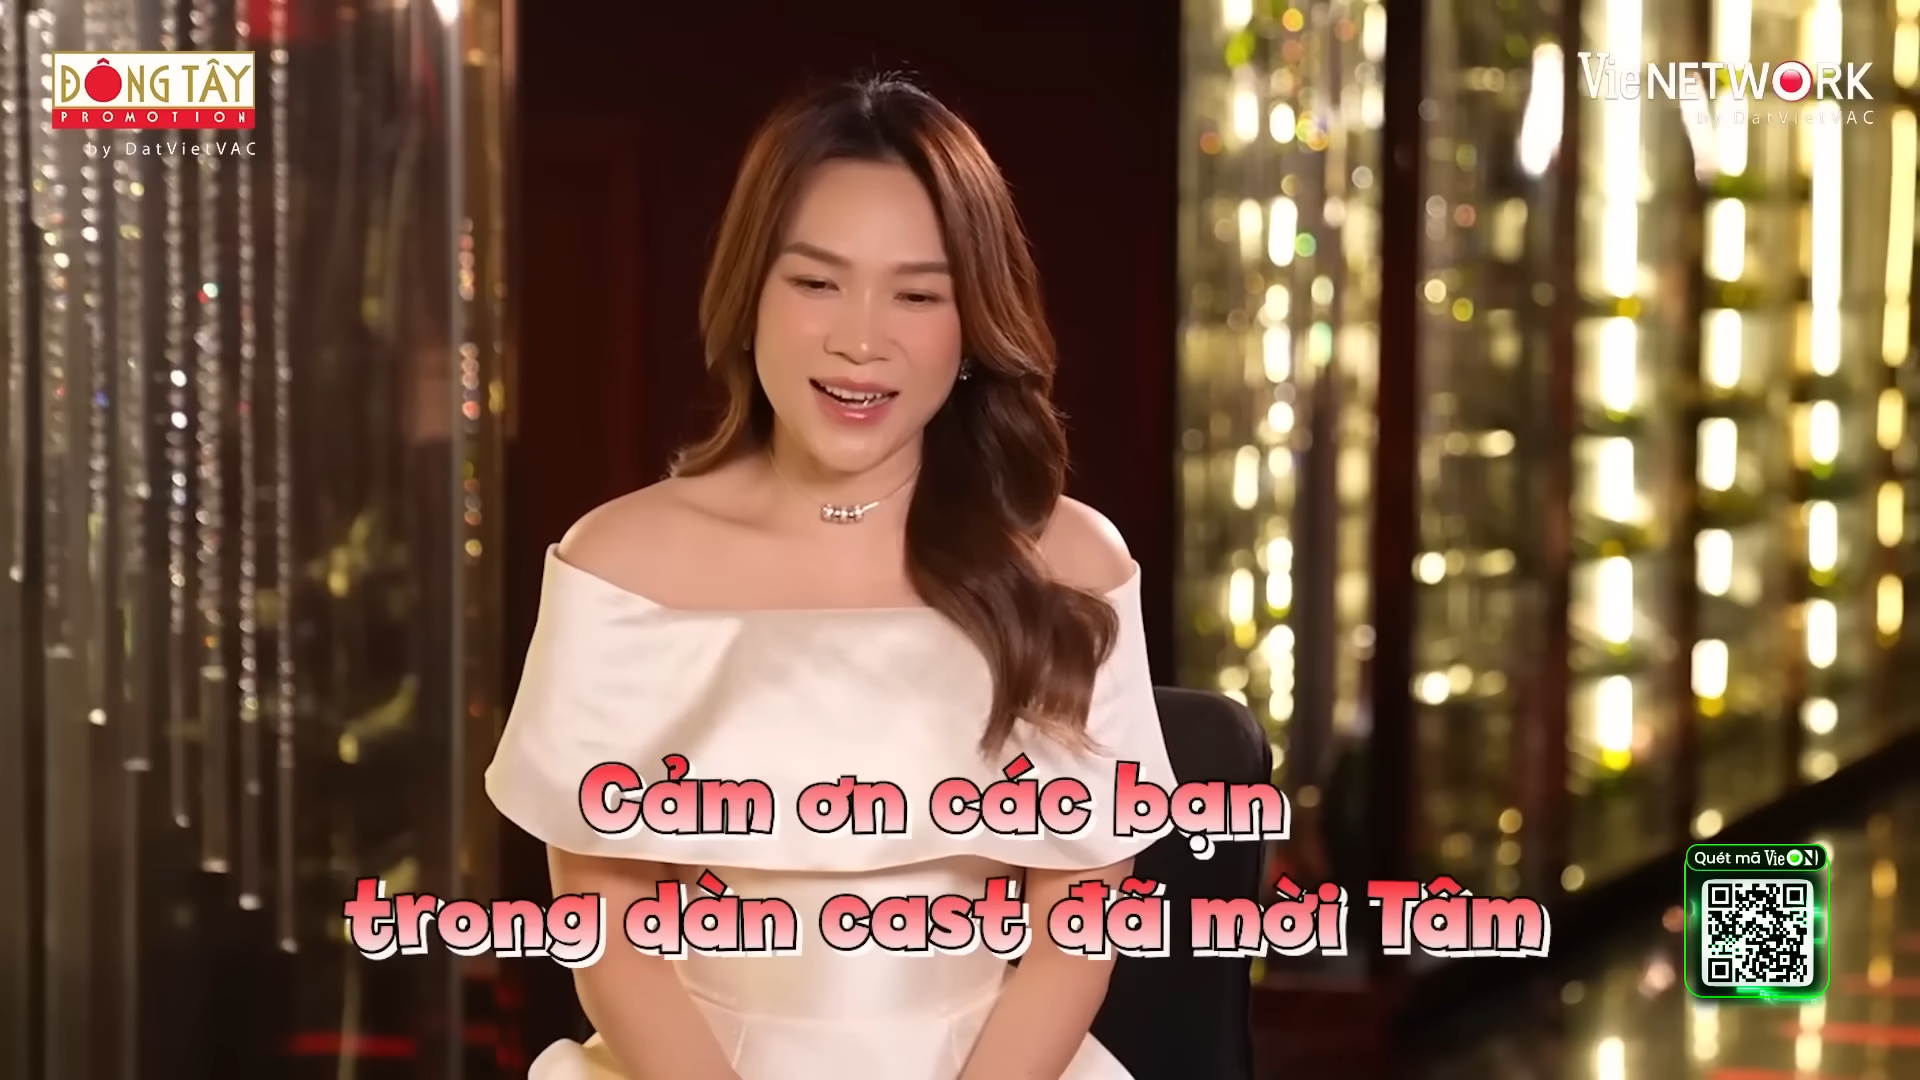 ĐÔNG TÂY
PROMOTION
by DatVietVAC
VieNETWORK
by DatVietVAC
Cảm ơn các bạn
trong dàn cast đã mời Tâm
Quét mã VieON